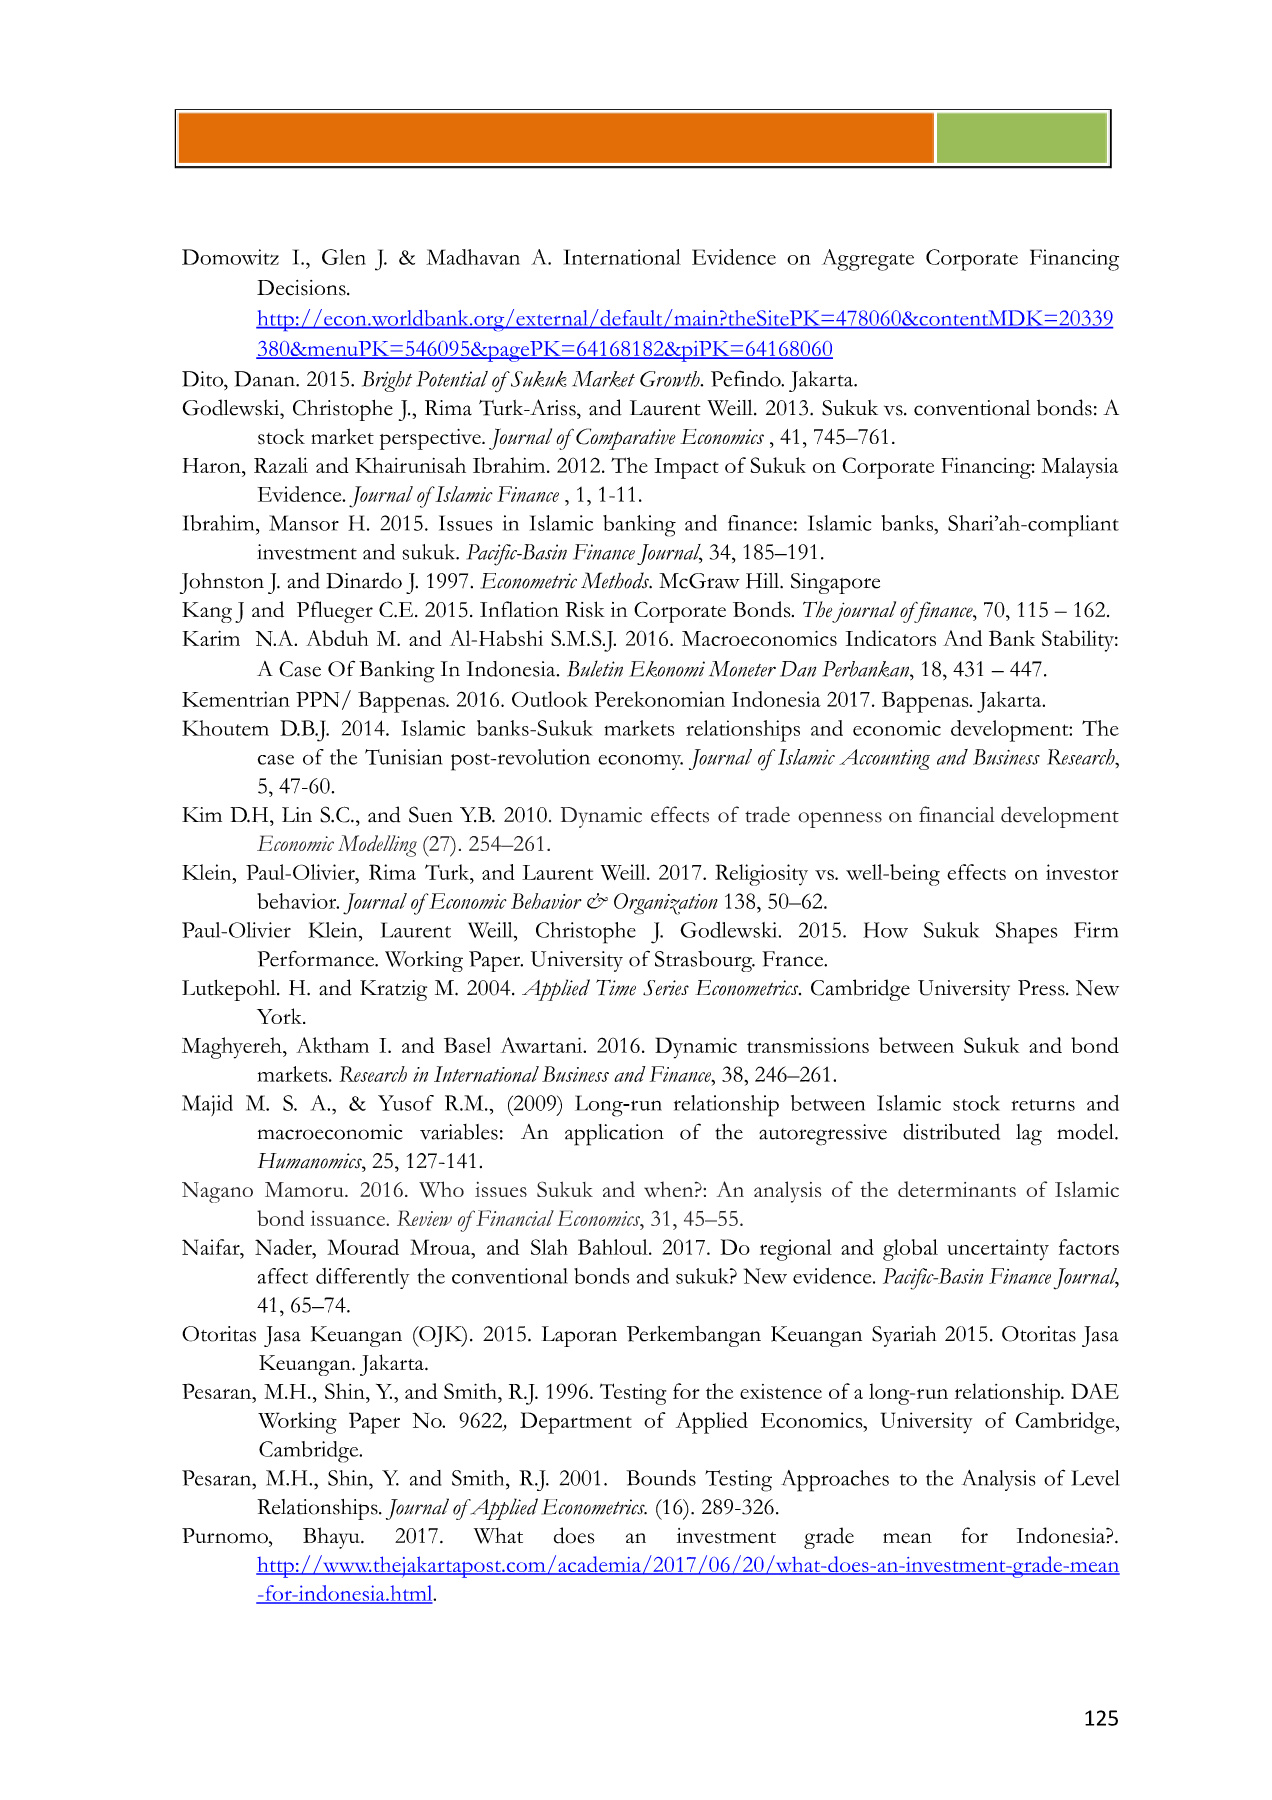 Domowitz I., Glen J. & Madhavan A. International Evidence on Aggregate Corporate Financing
Decisions.
http://econ.worldbank.org/external/default/main?theSitePK=478060&contentMDK=20339
380&menuPK=546095&pagePK=64168182&piPK=64168060
Dito, Danan. 2015. Bright Potential of Sukuk Market Growth. Pefindo. Jakarta.
Godlewski, Christophe J., Rima Turk-Ariss, and Laurent Weill. 2013. Sukuk vs. conventional bonds: A
stock market perspective. Journal of Comparative Economics , 41, 745–761.
Haron, Razali and Khairunisah Ibrahim. 2012. The Impact of Sukuk on Corporate Financing: Malaysia
Evidence. Journal of Islamic Finance , 1, 1-11.
Ibrahim, Mansor H. 2015. Issues in Islamic banking and finance: Islamic banks, Shari’ah-compliant
investment and sukuk. Pacific-Basin Finance Journal, 34, 185–191.
Johnston J. and Dinardo J. 1997. Econometric Methods. McGraw Hill. Singapore
Kang J and Pflueger C.E. 2015. Inflation Risk in Corporate Bonds. The journal of finance, 70, 115 – 162.
Karim N.A. Abduh M. and Al-Habshi S.M.S.J. 2016. Macroeconomics Indicators And Bank Stability:
A Case Of Banking In Indonesia. Buletin Ekonomi Moneter Dan Perbankan, 18, 431 – 447.
Kementrian PPN/ Bappenas. 2016. Outlook Perekonomian Indonesia 2017. Bappenas. Jakarta.
Khoutem D.B.J. 2014. Islamic banks-Sukuk markets relationships and economic development: The
case of the Tunisian post-revolution economy. Journal of Islamic Accounting and Business Research,
5, 47-60.
Kim D.H, Lin S.C., and Suen Y.B. 2010. Dynamic effects of trade openness on financial development
Economic Modelling (27). 254–261.
Klein, Paul-Olivier, Rima Turk, and Laurent Weill. 2017. Religiosity vs. well-being effects on investor
behavior. Journal of Economic Behavior & Organization 138, 50–62.
Paul-Olivier Klein, Laurent Weill, Christophe J. Godlewski. 2015. How Sukuk Shapes Firm
Performance. Working Paper. University of Strasbourg. France.
Lutkepohl. H. and Kratzig M. 2004. Applied Time Series Econometrics. Cambridge University Press. New
York.
Maghyereh, Aktham I. and Basel Awartani. 2016. Dynamic transmissions between Sukuk and bond
markets. Research in International Business and Finance, 38, 246–261.
Majid M. S. A., & Yusof R.M., (2009) Long-run relationship between Islamic stock returns and
macroeconomic variables: An application of the autoregressive distributed lag model.
Humanomics, 25, 127-141.
Nagano Mamoru. 2016. Who issues Sukuk and when?: An analysis of the determinants of Islamic
bond issuance. Review of Financial Economics, 31, 45–55.
Naifar, Nader, Mourad Mroua, and Slah Bahloul. 2017. Do regional and global uncertainty factors
affect differently the conventional bonds and sukuk? New evidence. Pacific-Basin Finance Journal,
41, 65–74.
Otoritas Jasa Keuangan (OJK). 2015. Laporan Perkembangan Keuangan Syariah 2015. Otoritas Jasa
Keuangan. Jakarta.
Pesaran, M.H., Shin, Y., and Smith, R.J. 1996. Testing for the existence of a long-run relationship. DAE
Working Paper No. 9622, Department of Applied Economics, University of Cambridge,
Cambridge.
Pesaran, M.H., Shin, Y. and Smith, R.J. 2001. Bounds Testing Approaches to the Analysis of Level
Relationships. Journal of Applied Econometrics. (16). 289-326.
Purnomo, Bhayu. 2017. What does an investment grade mean for Indonesia?.
http://www.thejakartapost.com/academia/2017/06/20/what-does-an-investment-grade-mean
-for-indonesia.html.
125